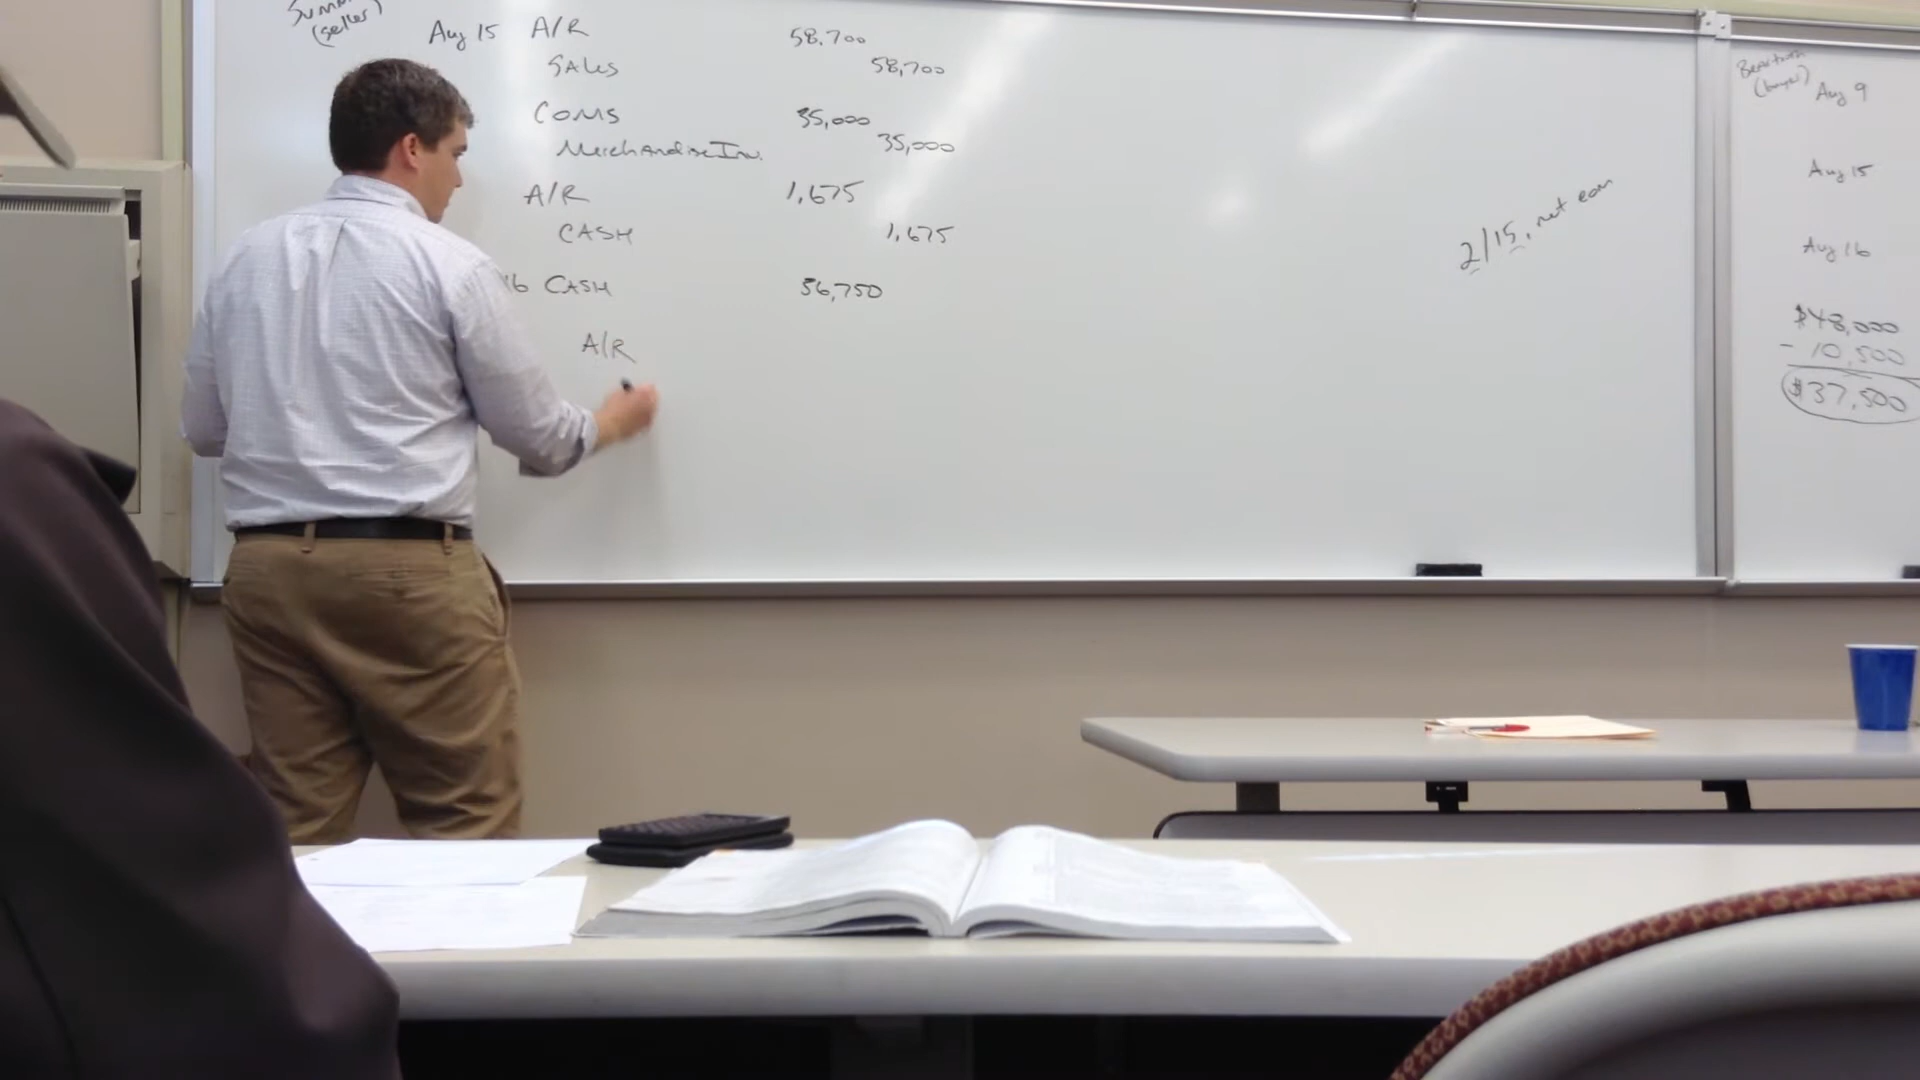 (seller)
Aug 15 A/R 58,700
SALES 58,700
COMS 35,000
Merchandise Inv. 35,000
A/R 1,675
CASH 1,675
16 CASH 56,750
A/R
2/15, net eom
(buyer) Aug 9
Aug 15
Aug 16
$48,000
- 10,500
$37,500